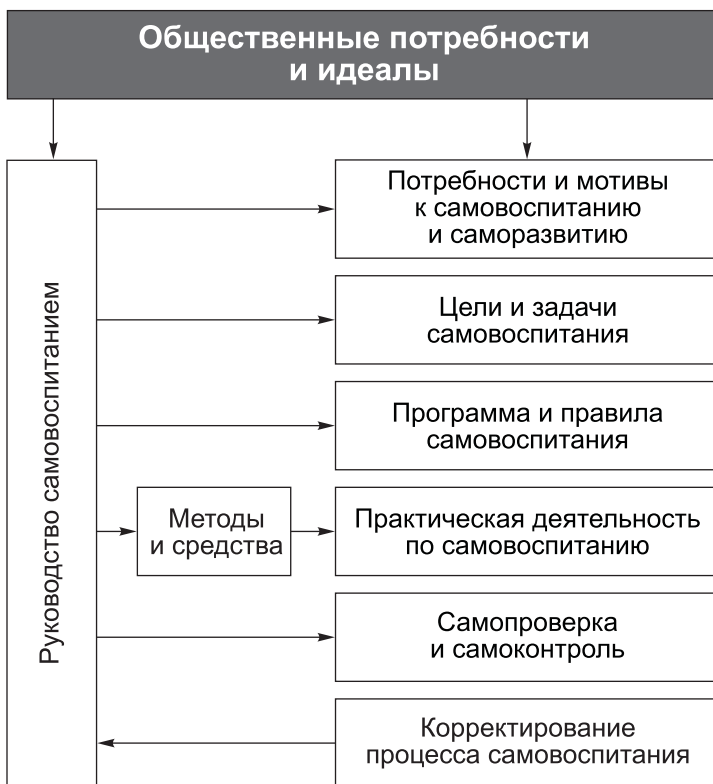 Общественные потребности
и идеалы
Руководство самовоспитанием
Потребности и мотивы
к самовоспитанию
и саморазвитию
Цели и задачи
самовоспитания
Программа и правила
самовоспитания
Методы
и средства
Практическая деятельность
по самовоспитанию
Самопроверка
и самоконтроль
Корректирование
процесса самовоспитания